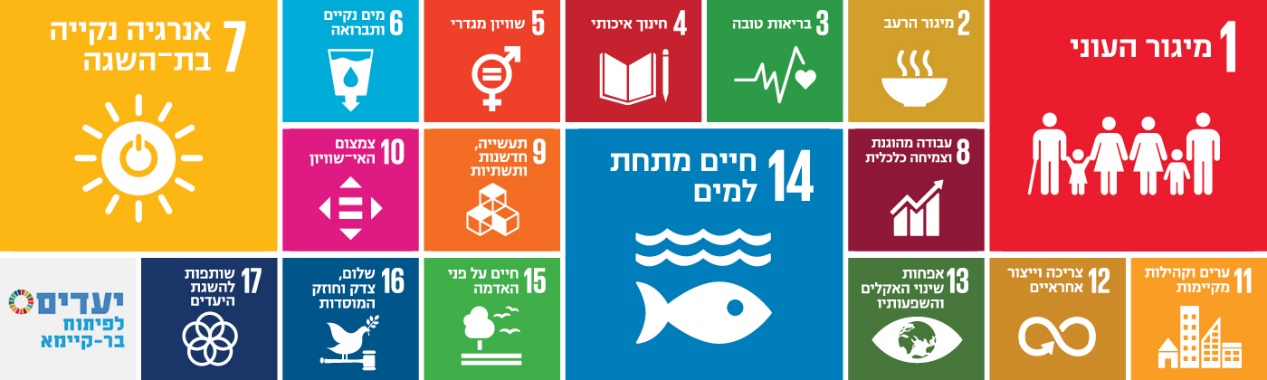 1 מיגור העוני
2 מיגור הרעב
3 בריאות טובה
4 חינוך איכותי
5 שוויון מגדרי
6 מים נקיים
ותברואה
7 אנרגיה נקייה
בת-השגה
8 עבודה מהוגנת
וצמיחה כלכלית
9 תעשייה,
חדשנות
ותשתיות
10 צמצום
האי-שוויון
11 ערים וקהילות
מקיימות
12 צריכה וייצור
אחראיים
13 אפחות
שינוי האקלים
והשפעותיו
14 חיים מתחת
למים
15 חיים על פני
האדמה
16 שלום,
צדק וחוזק
המוסדות
17 שותפות
להשגת
היעדים
יעדים
לפיתוח
בר-קיימא